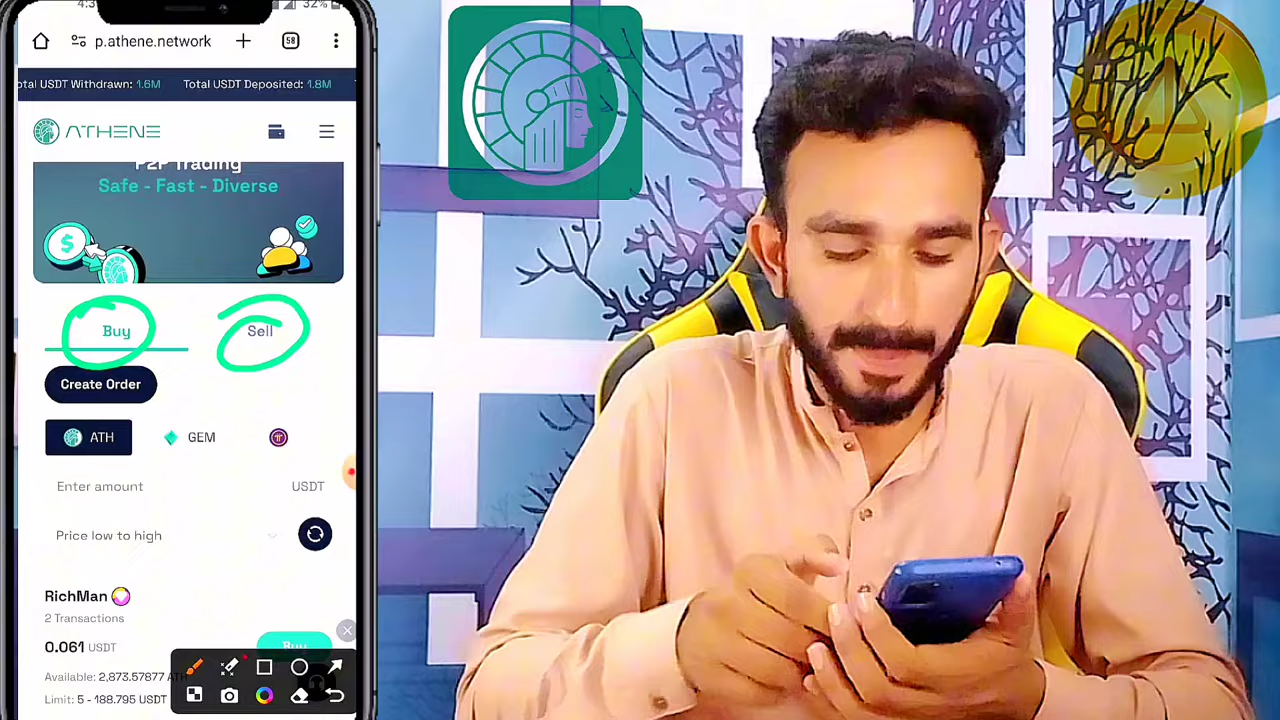 32%
p.athene.network
58
otal USDT Withdrawn: 1.6M Total USDT Deposited: 1.8M
ATHENE
P2P Trading
Safe - Fast - Diverse
Buy Sell
Create Order
ATH GEM
Enter amount USDT
Price low to high
RichMan
2 Transactions
0.061 USDT
Buy
Available: 2,873.57877 ATH
Limit: 5 - 188.795 USDT